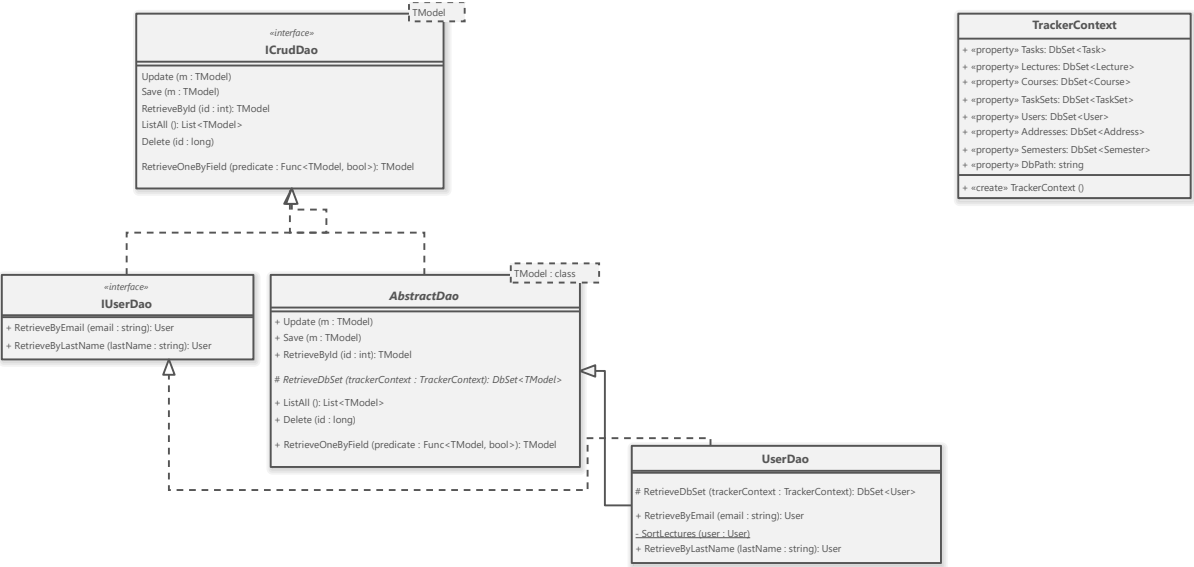 TModel
«interface»
ICrudDao
Update (m : TModel)
Save (m : TModel)
RetrieveById (id : int): TModel
ListAll (): List<TModel>
Delete (id : long)
RetrieveOneByField (predicate : Func<TModel, bool>): TModel
TrackerContext
+ «property» Tasks: DbSet<Task>
+ «property» Lectures: DbSet<Lecture>
+ «property» Courses: DbSet<Course>
+ «property» TaskSets: DbSet<TaskSet>
+ «property» Users: DbSet<User>
+ «property» Addresses: DbSet<Address>
+ «property» Semesters: DbSet<Semester>
+ «property» DbPath: string
+ «create» TrackerContext ()
«interface»
IUserDao
+ RetrieveByEmail (email : string): User
+ RetrieveByLastName (lastName : string): User
TModel : class
AbstractDao
+ Update (m : TModel)
+ Save (m : TModel)
+ RetrieveById (id : int): TModel
# RetrieveDbSet (trackerContext : TrackerContext): DbSet<TModel>
+ ListAll (): List<TModel>
+ Delete (id : long)
+ RetrieveOneByField (predicate : Func<TModel, bool>): TModel
UserDao
# RetrieveDbSet (trackerContext : TrackerContext): DbSet<User>
+ RetrieveByEmail (email : string): User
- SortLectures (user : User)
+ RetrieveByLastName (lastName : string): User